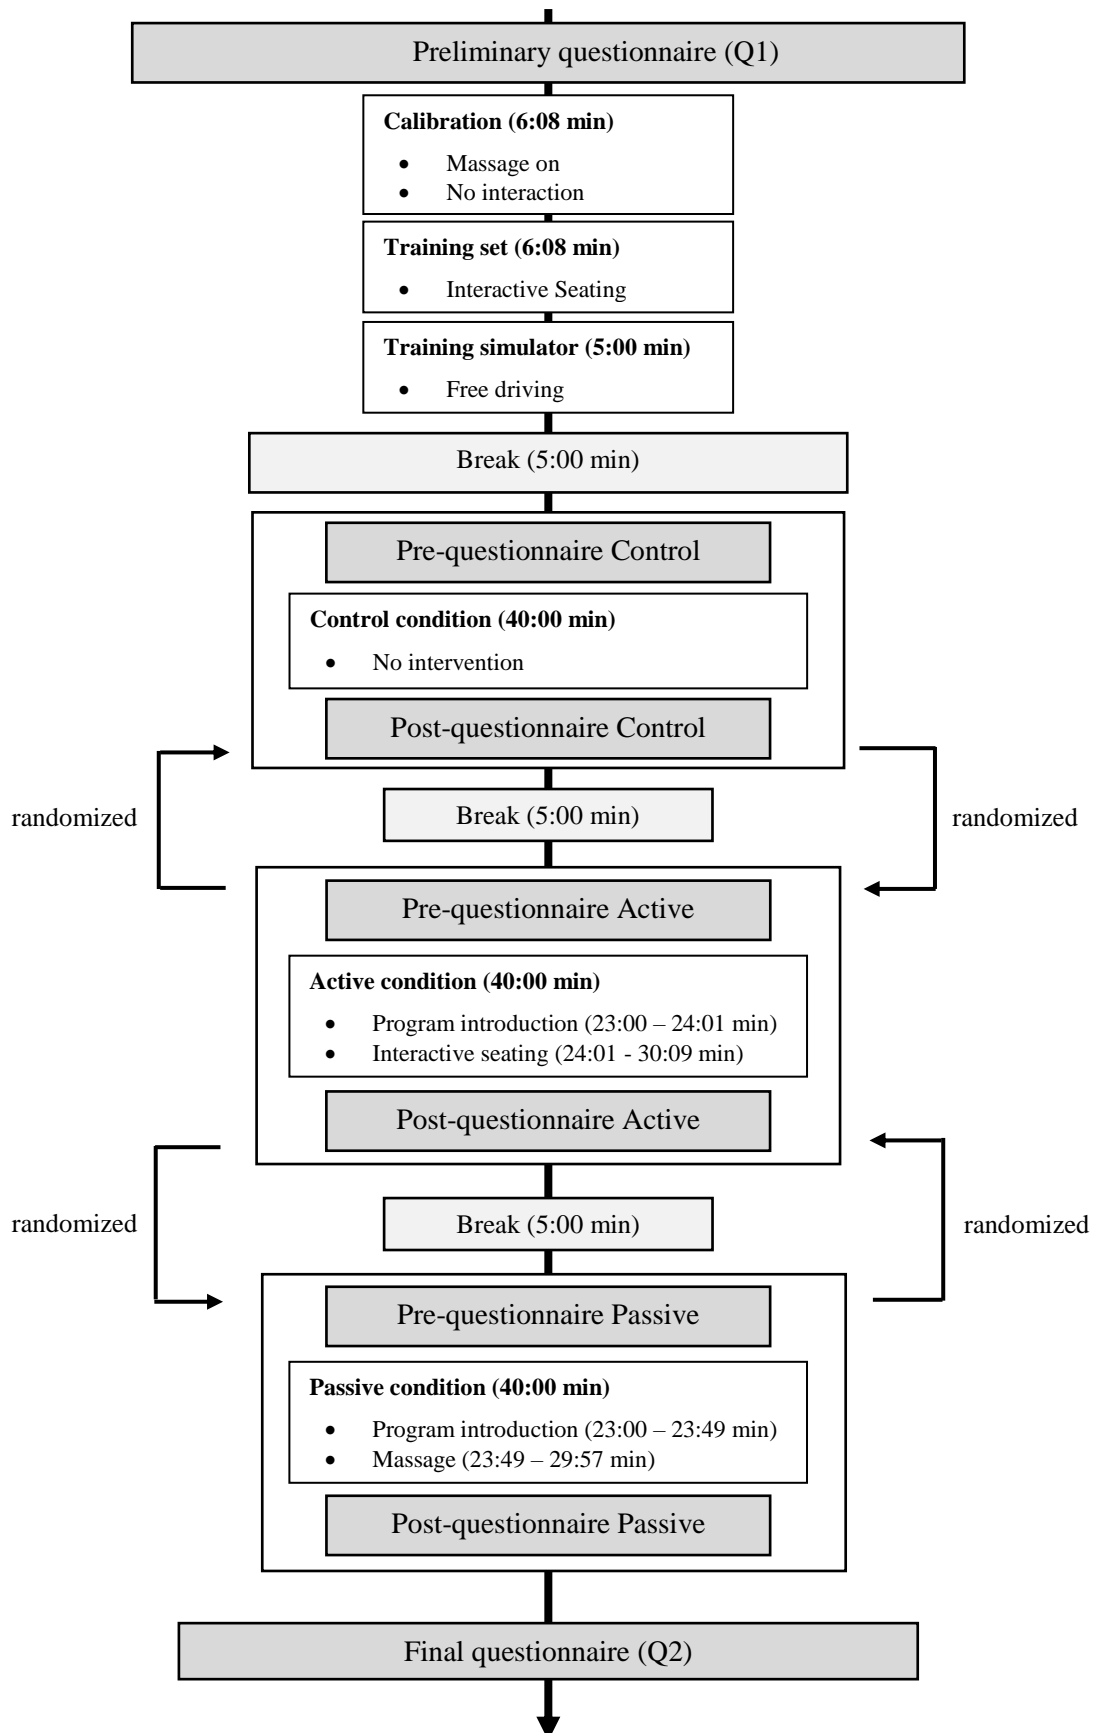 Preliminary questionnaire (Q1)
Calibration (6:08 min)
• Massage on
• No interaction
Training set (6:08 min)
• Interactive Seating
Training simulator (5:00 min)
• Free driving
Break (5:00 min)
Pre-questionnaire Control
Control condition (40:00 min)
• No intervention
Post-questionnaire Control
randomized
Break (5:00 min)
randomized
Pre-questionnaire Active
Active condition (40:00 min)
• Program introduction (23:00 – 24:01 min)
• Interactive seating (24:01 - 30:09 min)
Post-questionnaire Active
randomized
Break (5:00 min)
randomized
Pre-questionnaire Passive
Passive condition (40:00 min)
• Program introduction (23:00 – 23:49 min)
• Massage (23:49 – 29:57 min)
Post-questionnaire Passive
Final questionnaire (Q2)